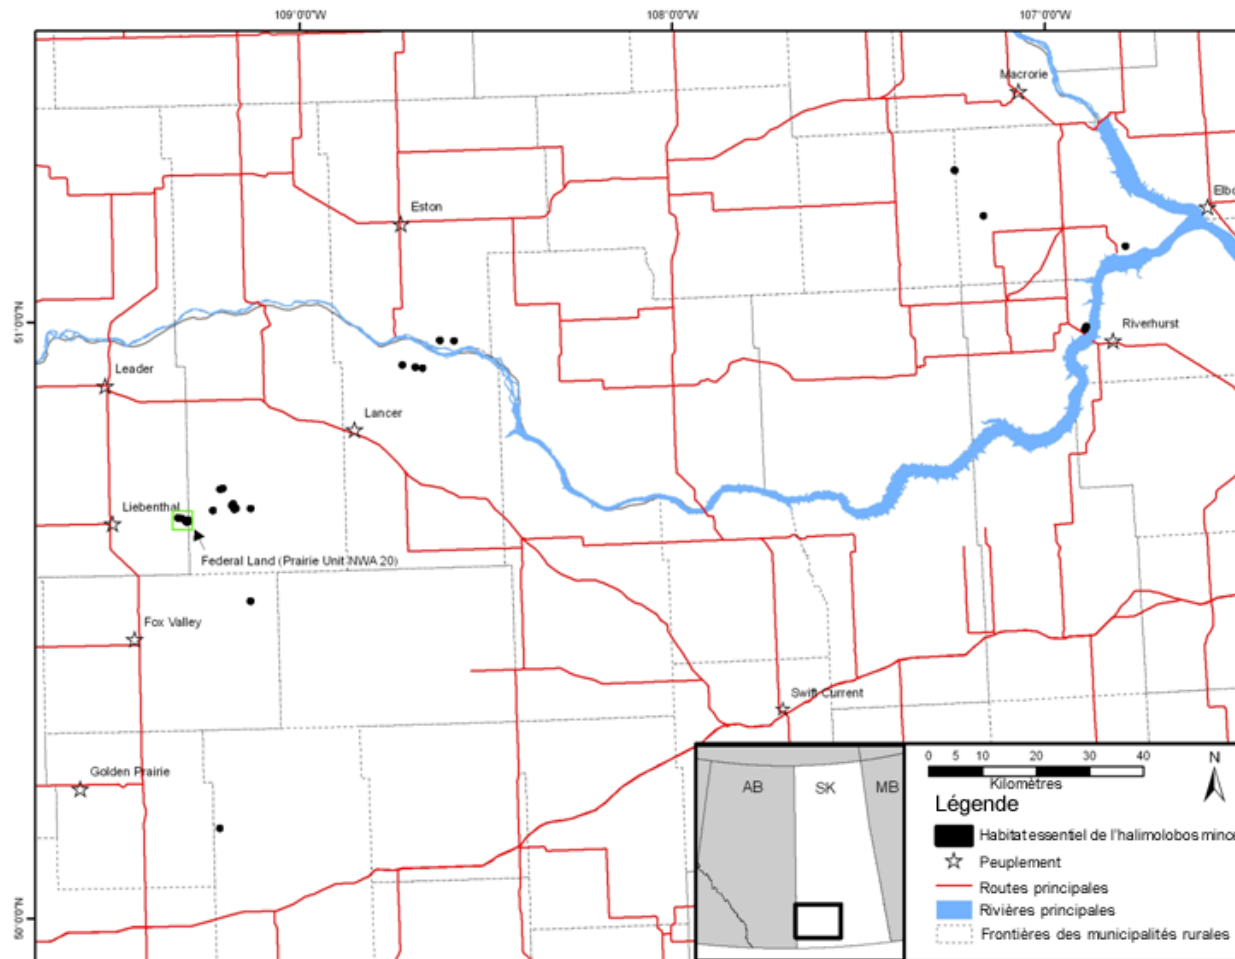 109°0'0"W 108°0'0"W 107°0'0"W
Macrorie
Elbo
Eston
51°0'0"N
Riverhurst
Leader
Lancer
Liebenthal
Federal Land (Prairie Unit NWA 20)
Fox Valley
Swift Current
Golden Prairie
50°0'0"N
AB SK MB
0 5 10 20 30 40
Kilomètres
N
Légende
Habitat essentiel de l'halimolobos mince
Peuplement
Routes principales
Rivières principales
Frontières des municipalités rurales